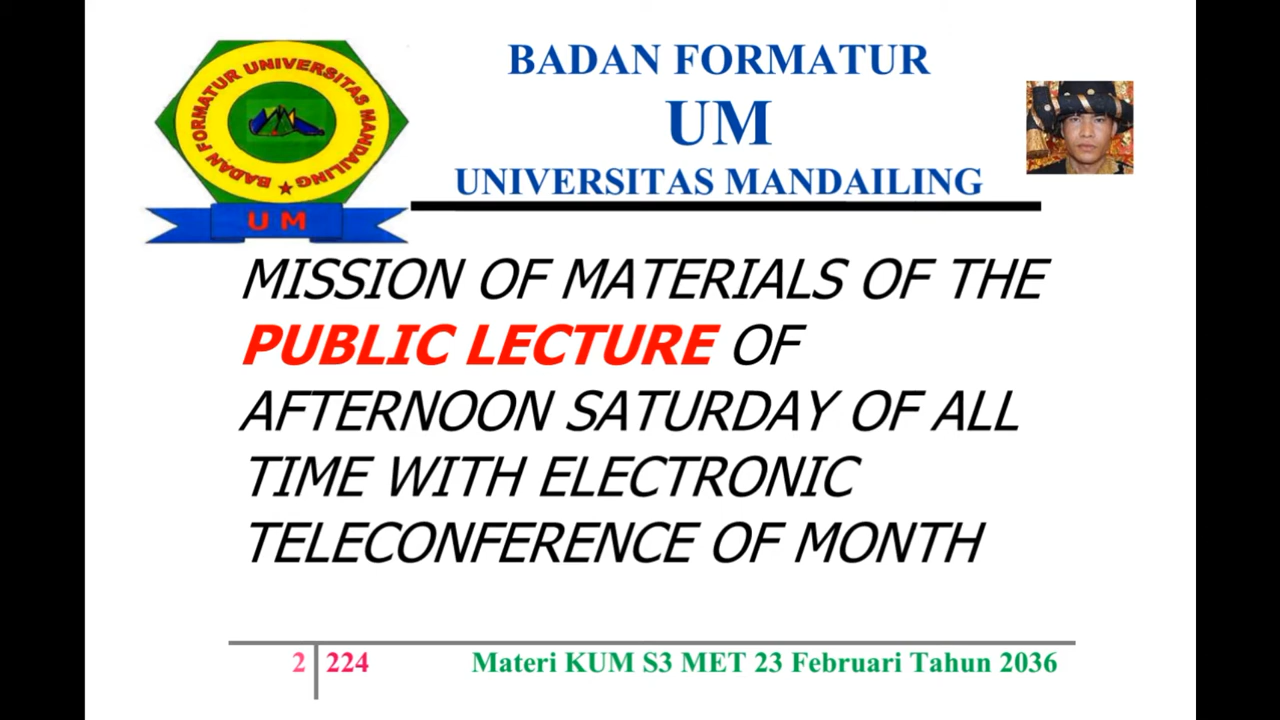 BADAN FORMATUR UNIVERSITAS MANDAILING
U M
BADAN FORMATUR
UM
UNIVERSITAS MANDAILING
MISSION OF MATERIALS OF THE
PUBLIC LECTURE OF
AFTERNOON SATURDAY OF ALL
TIME WITH ELECTRONIC
TELECONFERENCE OF MONTH
2 224 Materi KUM S3 MET 23 Februari Tahun 2036